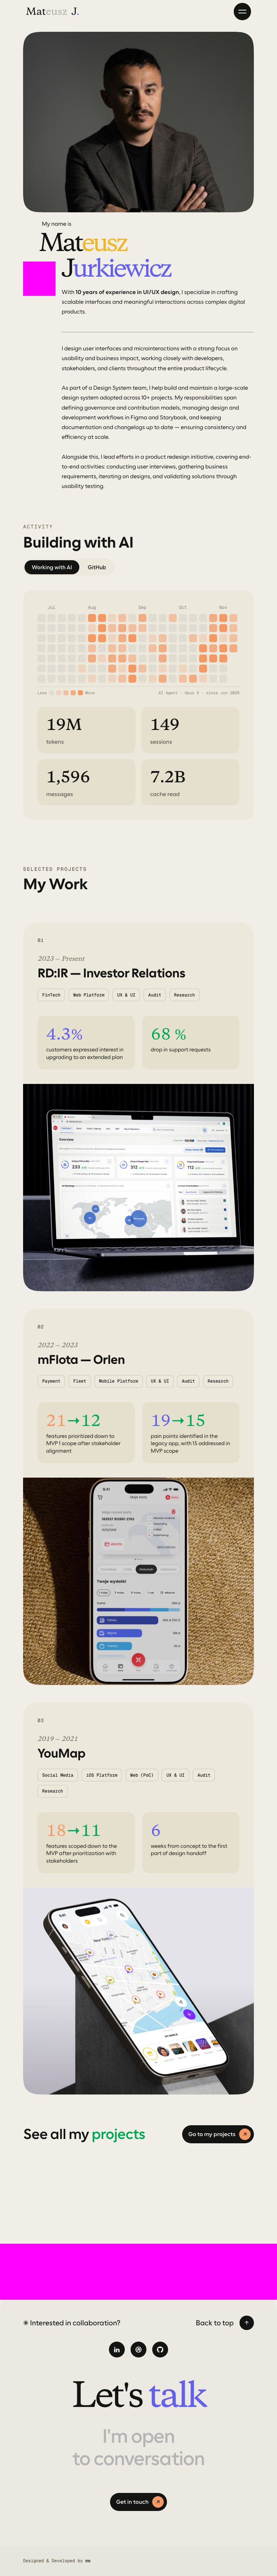 Mateusz J.
My name is
Mateusz
Jurkiewicz
With 10 years of experience in UI/UX design, I specialize in crafting
scalable interfaces and meaningful interactions across complex digital
products.
I design user interfaces and microinteractions with a strong focus on
usability and business impact, working closely with developers,
stakeholders, and clients throughout the entire product lifecycle.
As part of a Design System team, I help build and maintain a large-scale
design system adopted across 10+ projects. My responsibilities span
defining governance and contribution models, managing design and
development workflows in Figma and Storybook, and keeping
documentation and changelogs up to date — ensuring consistency and
efficiency at scale.
Alongside this, I lead efforts in a product redesign initiative, covering end-
to-end activities: conducting user interviews, gathering business
requirements, iterating on designs, and validating solutions through
usability testing.
ACTIVITY
Building with AI
Working with AI GitHub
Jul Aug Sep Oct Nov
Less More AI Agent · Opus 5 · since Jun 2025
19M 149
tokens sessions
1,596 7.2B
messages cache read
SELECTED PROJECTS
My Work
01
2023 — Present
RD:IR — Investor Relations
FinTech Web Platform UX & UI Audit Research
4.3% 68 %
customers expressed interest in drop in support requests
upgrading to an extended plan
Overview
02
2022 — 2023
mFlota — Orlen
Payment Fleet Mobile Platform UX & UI Audit Research
21→12 19→15
features prioritized down to pain points identified in the
MVP 1 scope after stakeholder legacy app, with 15 addressed in
alignment MVP scope
Moje karty
Twoje wydatki
03
2019 — 2021
YouMap
Social Media iOS Platform Web (PoC) UX & UI Audit
Research
18→11 6
features scoped down to the weeks from concept to the first
MVP after prioritization with part of design handoff
stakeholders
See all my projects Go to my projects
✳ Interested in collaboration? Back to top
Let's talk
I'm open
to conversation
Get in touch
Designed & Developed by me